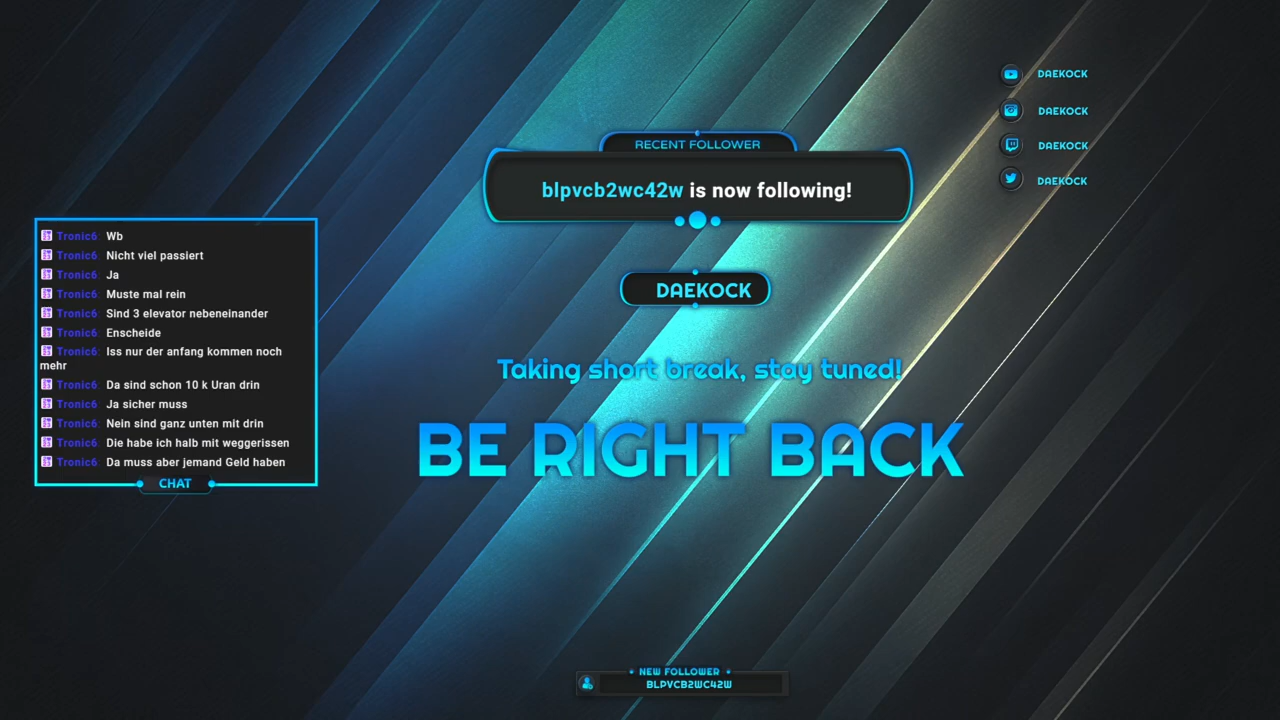 DAEKOCK
DAEKOCK
DAEKOCK
DAEKOCK
RECENT FOLLOWER
blpvcb2wc42w is now following!
DAEKOCK
Taking short break, stay tuned!
BE RIGHT BACK
Tronic6: Wb
Tronic6: Nicht viel passiert
Tronic6: Ja
Tronic6: Muste mal rein
Tronic6: Sind 3 elevator nebeneinander
Tronic6: Enscheide
Tronic6: Iss nur der anfang kommen noch
mehr
Tronic6: Da sind schon 10 k Uran drin
Tronic6: Ja sicher muss
Tronic6: Nein sind ganz unten mit drin
Tronic6: Die habe ich halb mit weggerissen
Tronic6: Da muss aber jemand Geld haben
CHAT
NEW FOLLOWER
BLPVCB2WC42W